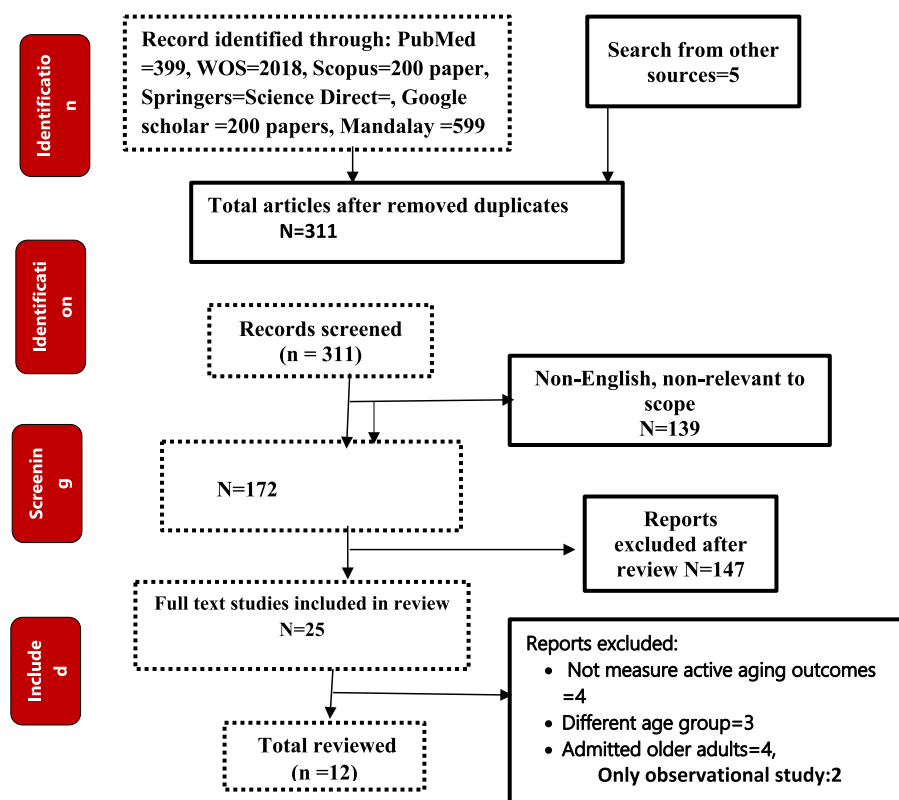 Identificatio
n
Record identified through: PubMed
=399, WOS=2018, Scopus=200 paper,
Springers=Science Direct=, Google
scholar =200 papers, Mandalay =599
Search from other
sources=5
Total articles after removed duplicates
N=311
Identificati
on
Records screened
(n = 311)
Non-English, non-relevant to
scope
N=139
Screenin
g
N=172
Reports
excluded after
review N=147
Full text studies included in review
N=25
Include
d
Reports excluded:
• Not measure active aging outcomes
=4
• Different age group=3
• Admitted older adults=4,
Only observational study:2
Total reviewed
(n =12)